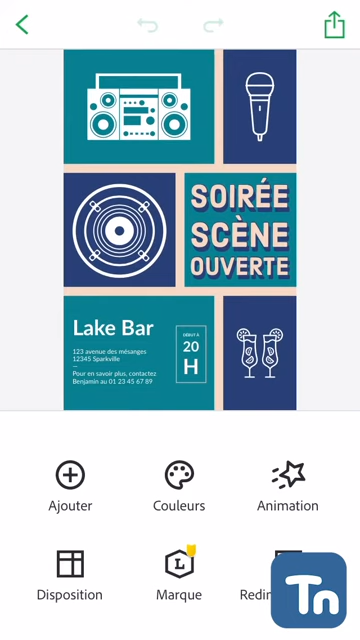 SOIRÉE
SCÈNE
OUVERTE
Lake Bar
123 avenue des mésanges
12345 Sparkville
Pour en savoir plus, contactez
Benjamin au 01 23 45 67 89
DÉBUT À
20
H
Ajouter
Couleurs
Animation
Disposition
L
Marque
Tn